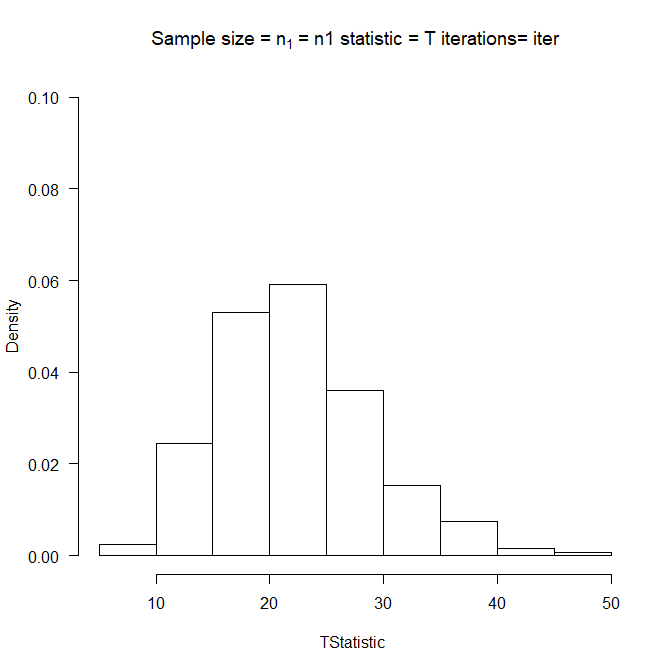 Sample size = n₁ = n1 statistic = T iterations= iter
0.10
0.08
0.06
0.04
0.02
0.00
Density
10 20 30 40 50
TStatistic